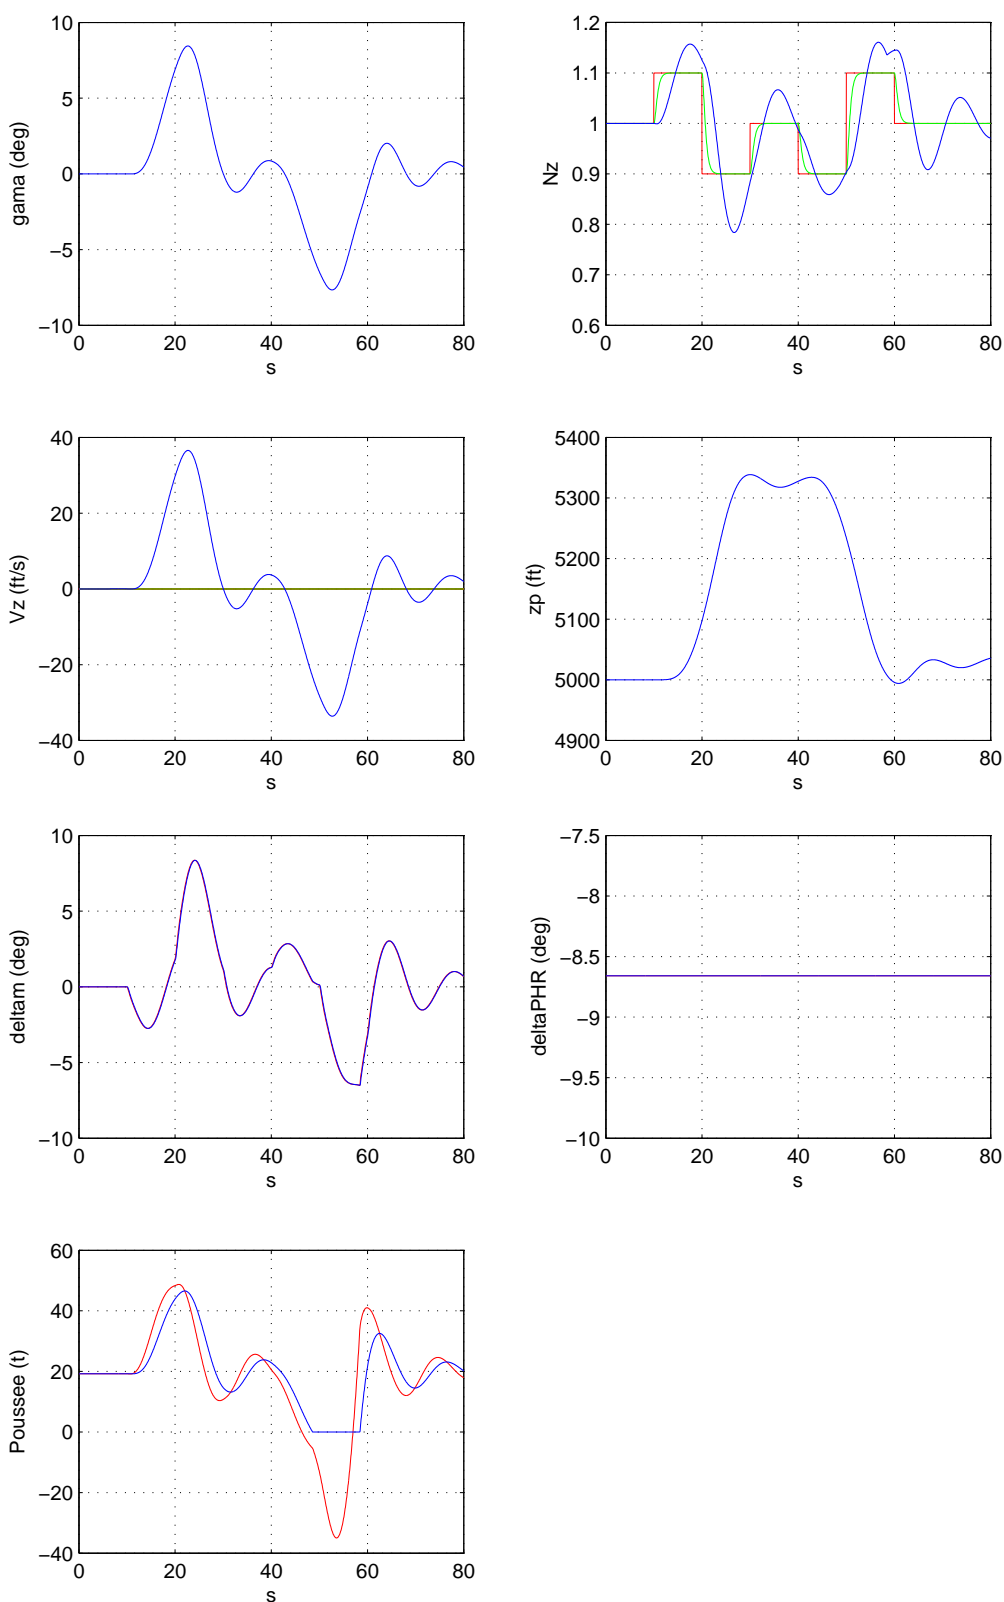 10
5
0
−5
−10
gama (deg)
0 20 40 60 80
s
1.2
1.1
1
0.9
0.8
0.7
0.6
Nz
0 20 40 60 80
s
40
20
0
−20
−40
Vz (ft/s)
0 20 40 60 80
s
5400
5300
5200
5100
5000
4900
zp (ft)
0 20 40 60 80
s
10
5
0
−5
−10
deltam (deg)
0 20 40 60 80
s
−7.5
−8
−8.5
−9
−9.5
−10
deltaPHR (deg)
0 20 40 60 80
s
60
40
20
0
−20
−40
Poussee (t)
0 20 40 60 80
s